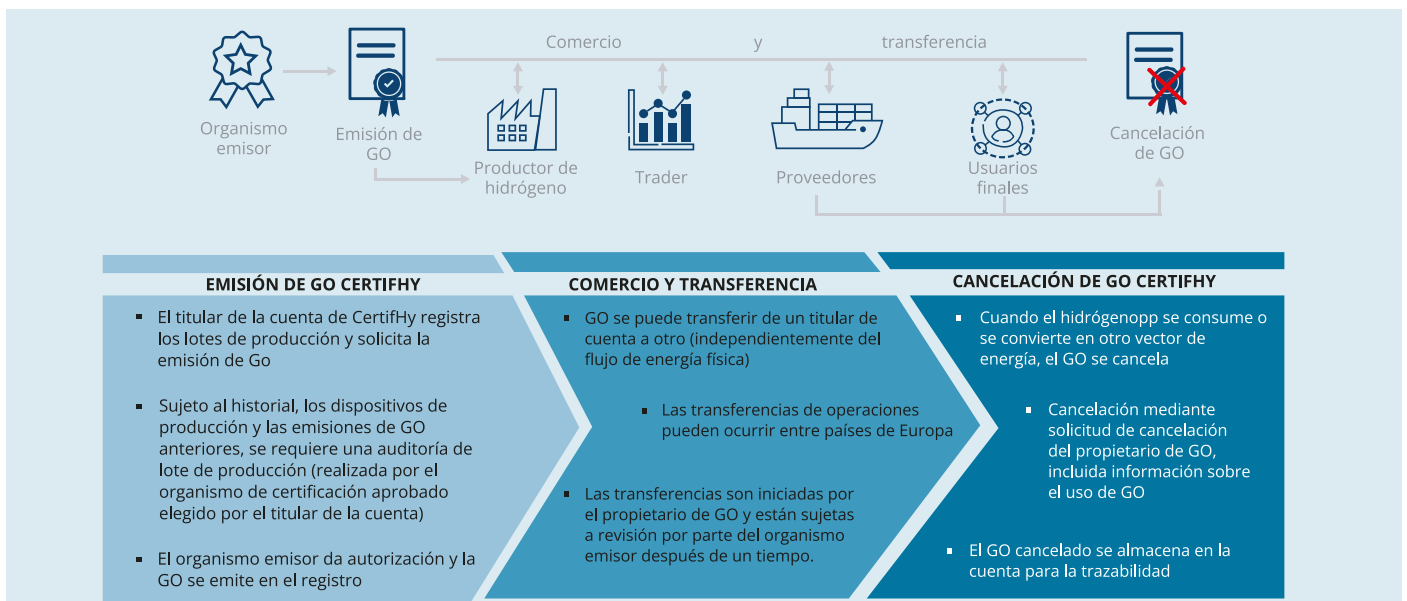 Comercio y transferencia
Organismo
emisor
Emisión de
GO
Productor de
hidrógeno
Trader
Proveedores
Usuarios
finales
Cancelación
de GO
EMISIÓN DE GO CERTIFHY
▪ El titular de la cuenta de CertifHy registra
los lotes de producción y solicita la
emisión de Go
▪ Sujeto al historial, los dispositivos de
producción y las emisiones de GO
anteriores, se requiere una auditoría de
lote de producción (realizada por el
organismo de certificación aprobado
elegido por el titular de la cuenta)
▪ El organismo emisor da autorización y la
GO se emite en el registro
COMERCIO Y TRANSFERENCIA
▪ GO se puede transferir de un titular de
cuenta a otro (independientemente del
flujo de energía física)
▪ Las transferencias de operaciones
pueden ocurrir entre países de Europa
▪ Las transferencias son iniciadas por
el propietario de GO y están sujetas
a revisión por parte del organismo
emisor después de un tiempo.
CANCELACIÓN DE GO CERTIFHY
▪ Cuando el hidrógenopp se consume o
se convierte en otro vector de
energía, el GO se cancela
▪ Cancelación mediante
solicitud de cancelación
del propietario de GO,
incluida información sobre
el uso de GO
▪ El GO cancelado se almacena en la
cuenta para la trazabilidad